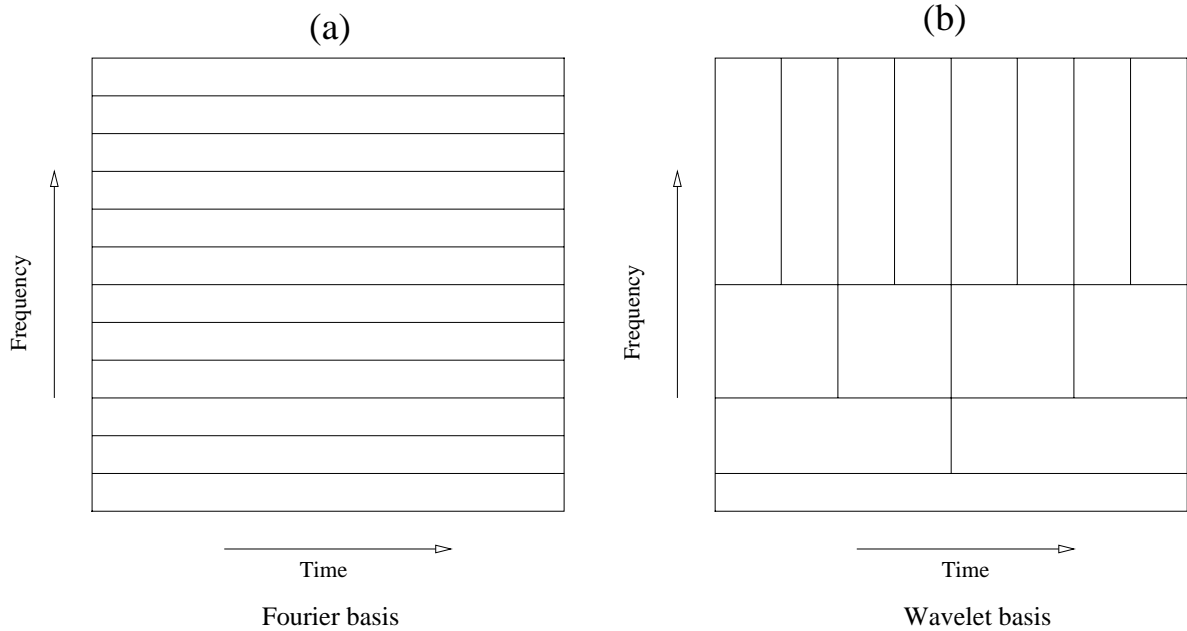 (a)
Frequency
Time
Fourier basis
(b)
Frequency
Time
Wavelet basis